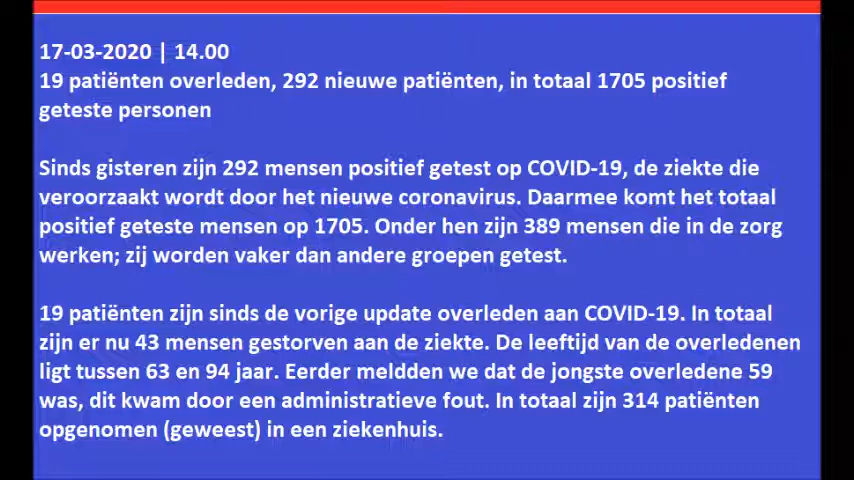 17-03-2020 | 14.00
19 patiënten overleden, 292 nieuwe patiënten, in totaal 1705 positief
geteste personen
Sinds gisteren zijn 292 mensen positief getest op COVID-19, de ziekte die
veroorzaakt wordt door het nieuwe coronavirus. Daarmee komt het totaal
positief geteste mensen op 1705. Onder hen zijn 389 mensen die in de zorg
werken; zij worden vaker dan andere groepen getest.
19 patiënten zijn sinds de vorige update overleden aan COVID-19. In totaal
zijn er nu 43 mensen gestorven aan de ziekte. De leeftijd van de overledenen
ligt tussen 63 en 94 jaar. Eerder meldden we dat de jongste overledene 59
was, dit kwam door een administratieve fout. In totaal zijn 314 patiënten
opgenomen (geweest) in een ziekenhuis.